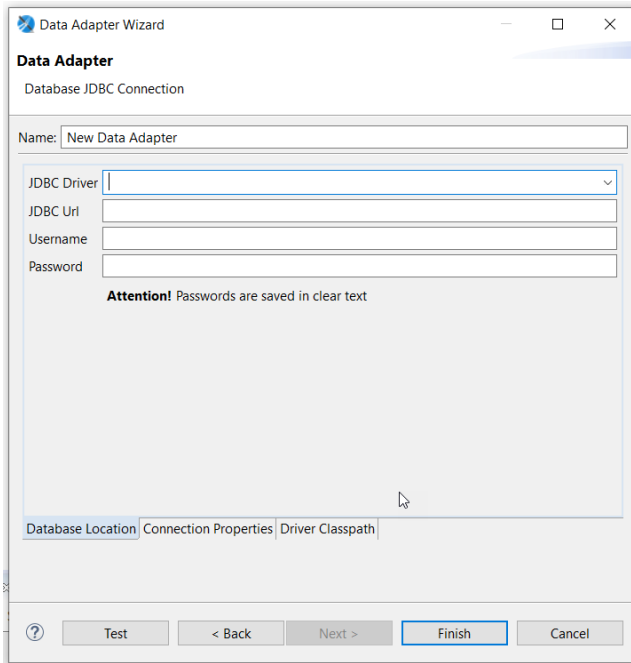 Data Adapter Wizard
Data Adapter
Database JDBC Connection
Name: New Data Adapter
JDBC Driver
JDBC Url
Username
Password
Attention! Passwords are saved in clear text
Database Location Connection Properties Driver Classpath
? Test < Back Next > Finish Cancel